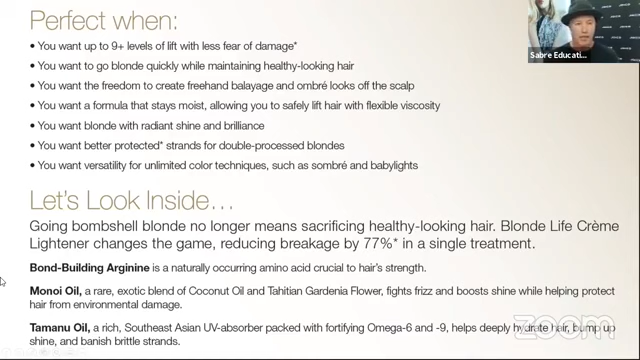 Perfect when:
• You want up to 9+ levels of lift with less fear of damage*
• You want to go blonde quickly while maintaining healthy-looking hair
• You want the freedom to create freehand balayage and ombré looks off the scalp
• You want a formula that stays moist, allowing you to safely lift hair with flexible viscosity
• You want blonde with radiant shine and brilliance
• You want better protected* strands for double-processed blondes
• You want versatility for unlimited color techniques, such as sombré and babylights
Let's Look Inside...
Going bombshell blonde no longer means sacrificing healthy-looking hair. Blonde Life Crème
Lightener changes the game, reducing breakage by 77%* in a single treatment.
Bond-Building Arginine is a naturally occurring amino acid crucial to hair's strength.
Monoi Oil, a rare, exotic blend of Coconut Oil and Tahitian Gardenia Flower, fights frizz and boosts shine while helping protect
hair from environmental damage.
Tamanu Oil, a rich, Southeast Asian UV-absorber packed with fortifying Omega-6 and -9, helps deeply hydrate hair, bump up
shine, and banish brittle strands.
Sabre Educati...
zoom